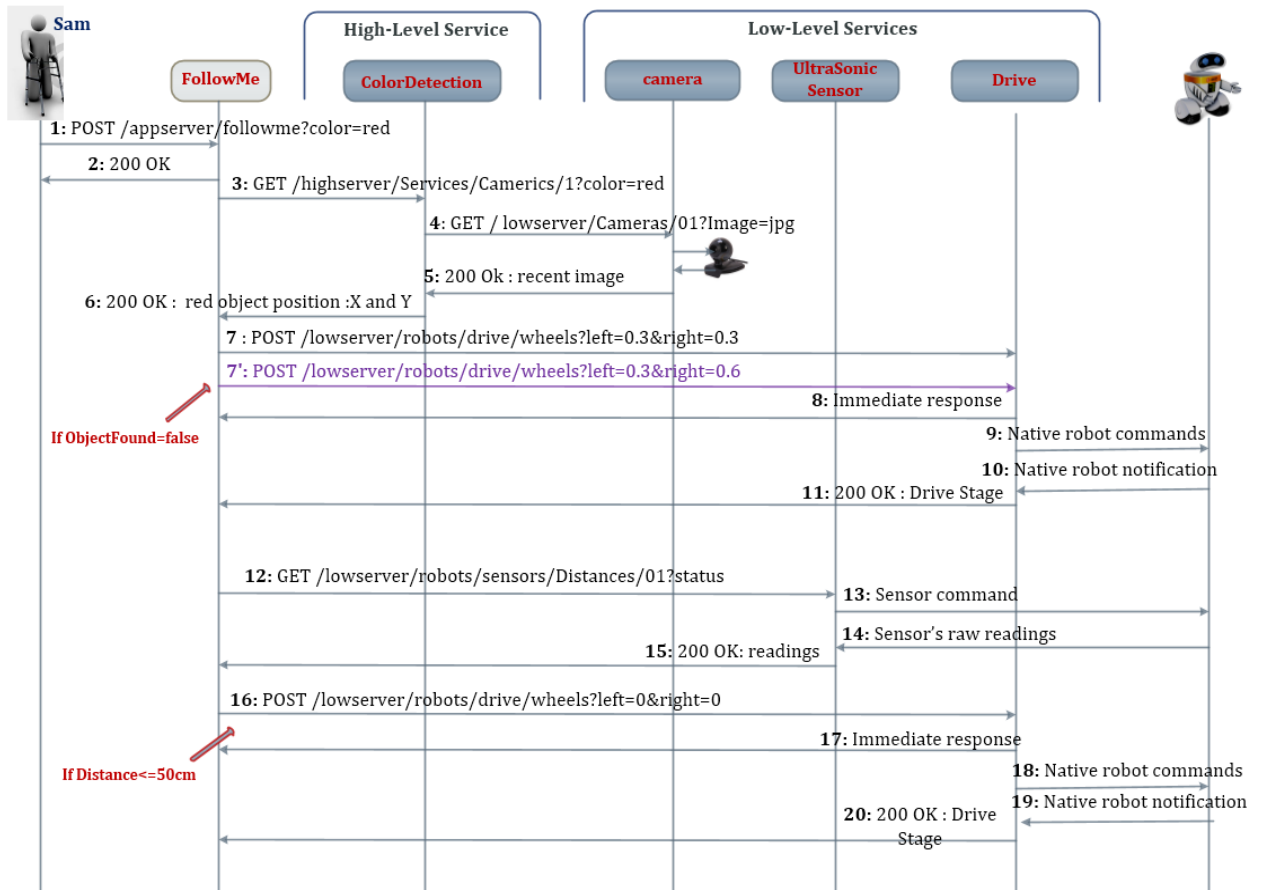 Sam
High-Level Service
Low-Level Services
FollowMe
ColorDetection
camera
UltraSonic
Sensor
Drive
1: POST /appserver/followme?color=red
2: 200 OK
3: GET /highserver/Services/Camerics/1?color=red
4: GET / lowserver/Cameras/01?Image=jpg
5: 200 Ok : recent image
6: 200 OK : red object position :X and Y
7 : POST /lowserver/robots/drive/wheels?left=0.3&right=0.3
7': POST /lowserver/robots/drive/wheels?left=0.3&right=0.6
8: Immediate response
If ObjectFound=false
9: Native robot commands
10: Native robot notification
11: 200 OK : Drive Stage
12: GET /lowserver/robots/sensors/Distances/01?status
13: Sensor command
14: Sensor's raw readings
15: 200 OK: readings
16: POST /lowserver/robots/drive/wheels?left=0&right=0
17: Immediate response
If Distance<=50cm
18: Native robot commands
19: Native robot notification
20: 200 OK : Drive
Stage